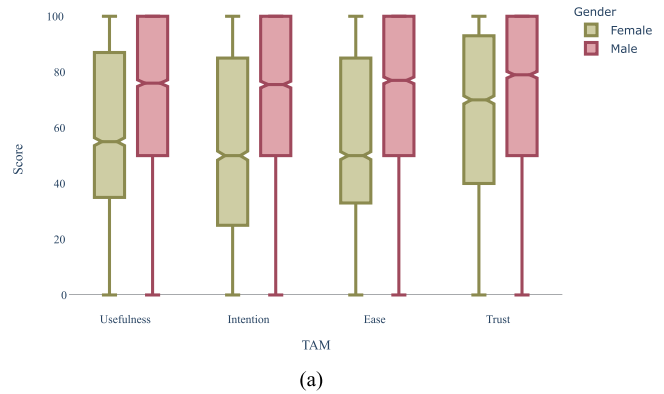 Gender
Female
Male
100
80
60
40
20
0
Score
Usefulness
Intention
Ease
Trust
TAM
(a)